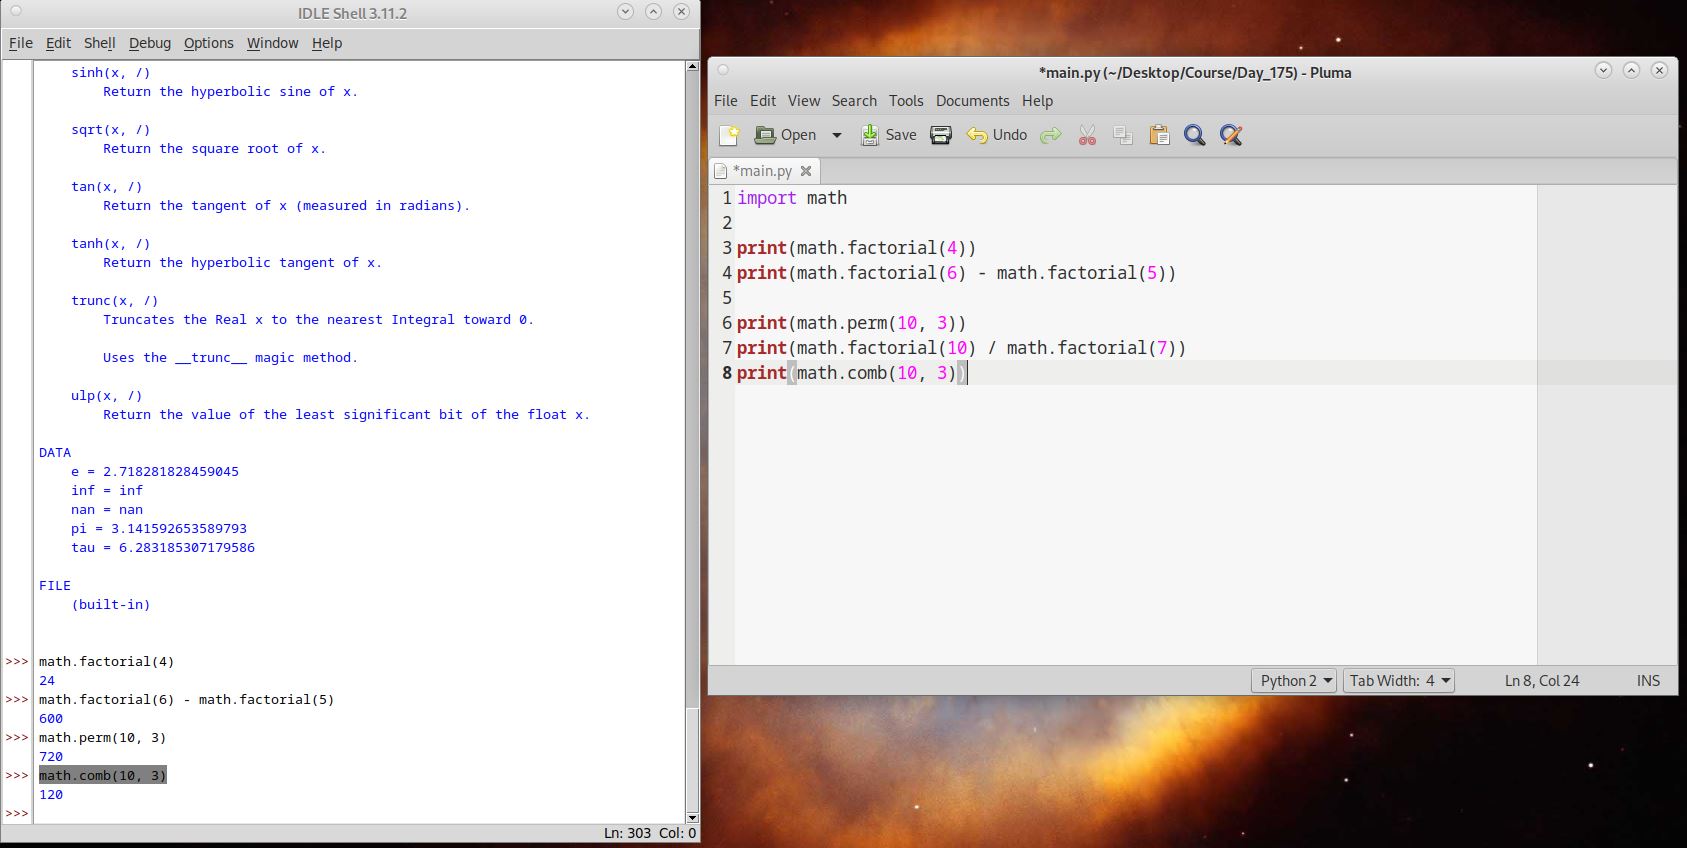 IDLE Shell 3.11.2
File Edit Shell Debug Options Window Help
sinh(x, /)
Return the hyperbolic sine of x.
sqrt(x, /)
Return the square root of x.
tan(x, /)
Return the tangent of x (measured in radians).
tanh(x, /)
Return the hyperbolic tangent of x.
trunc(x, /)
Truncates the Real x to the nearest Integral toward 0.
Uses the __trunc__ magic method.
ulp(x, /)
Return the value of the least significant bit of the float x.
DATA
e = 2.718281828459045
inf = inf
nan = nan
pi = 3.141592653589793
tau = 6.283185307179586
FILE
(built-in)
>>> math.factorial(4)
24
>>> math.factorial(6) - math.factorial(5)
600
>>> math.perm(10, 3)
720
>>> math.comb(10, 3)
120
>>>
Ln: 303 Col: 0
*main.py (~/Desktop/Course/Day_175) - Pluma
File Edit View Search Tools Documents Help
Open Save Undo
*main.py
1 import math
2
3 print(math.factorial(4))
4 print(math.factorial(6) - math.factorial(5))
5
6 print(math.perm(10, 3))
7 print(math.factorial(10) / math.factorial(7))
8 print(math.comb(10, 3))
Python 2 Tab Width: 4 Ln 8, Col 24 INS